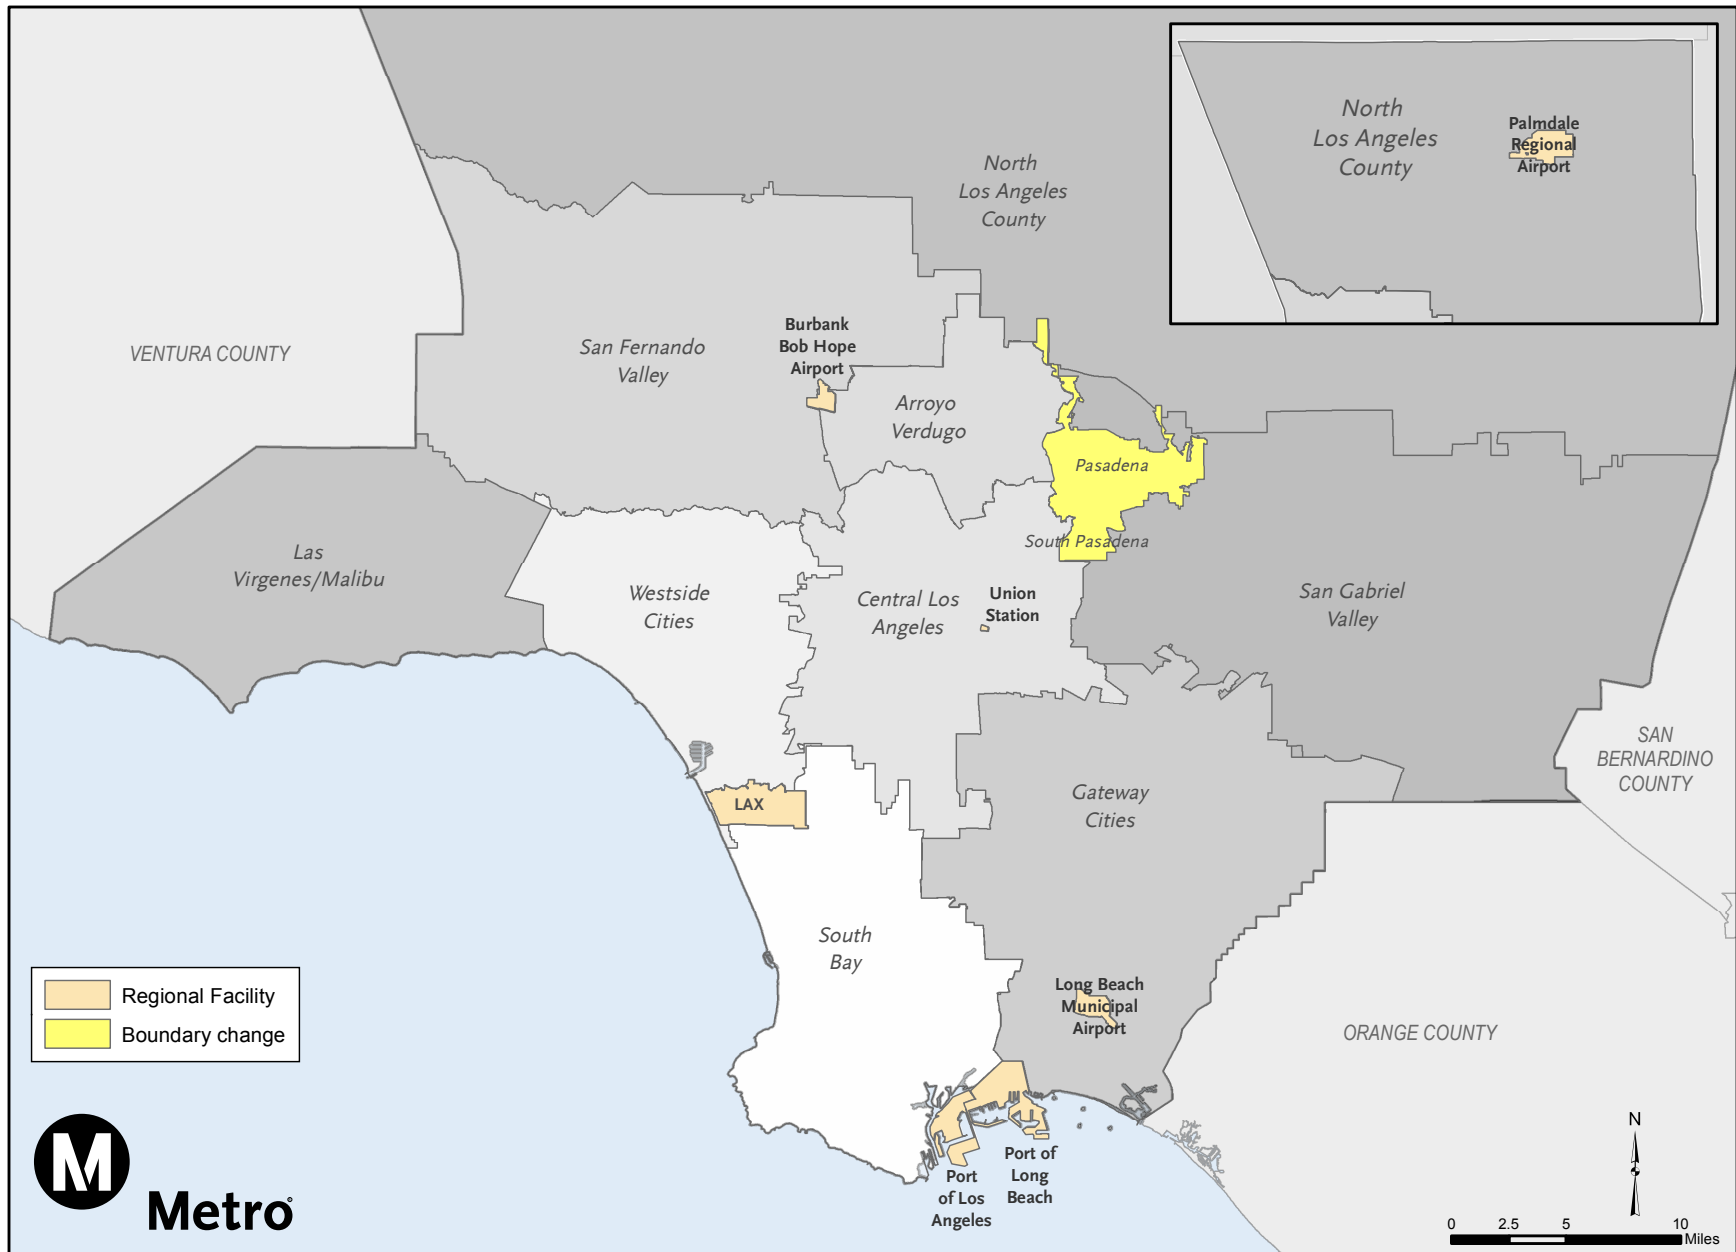 North
Los Angeles
County
Palmdale
Regional
Airport
North
Los Angeles
County
VENTURA COUNTY
San Fernando
Valley
Burbank
Bob Hope
Airport
Arroyo
Verdugo
Pasadena
South Pasadena
Las
Virgenes/Malibu
Westside
Cities
Central Los
Angeles
Union
Station
San Gabriel
Valley
SAN
BERNARDINO
COUNTY
LAX
Gateway
Cities
South
Bay
Long Beach
Municipal
Airport
ORANGE COUNTY
Regional Facility
Boundary change
M
Metro
Port
of Los
Angeles
Port of
Long
Beach
N
0 2.5 5 10
Miles